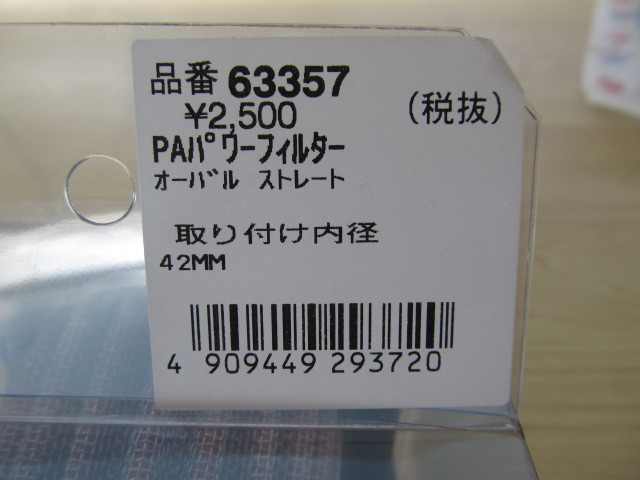 品番 63357
¥2,500 (税抜)
PAﾊﾟワーフィルター
オーバル ストレート
取り付け内径
42MM
4 909449 293720